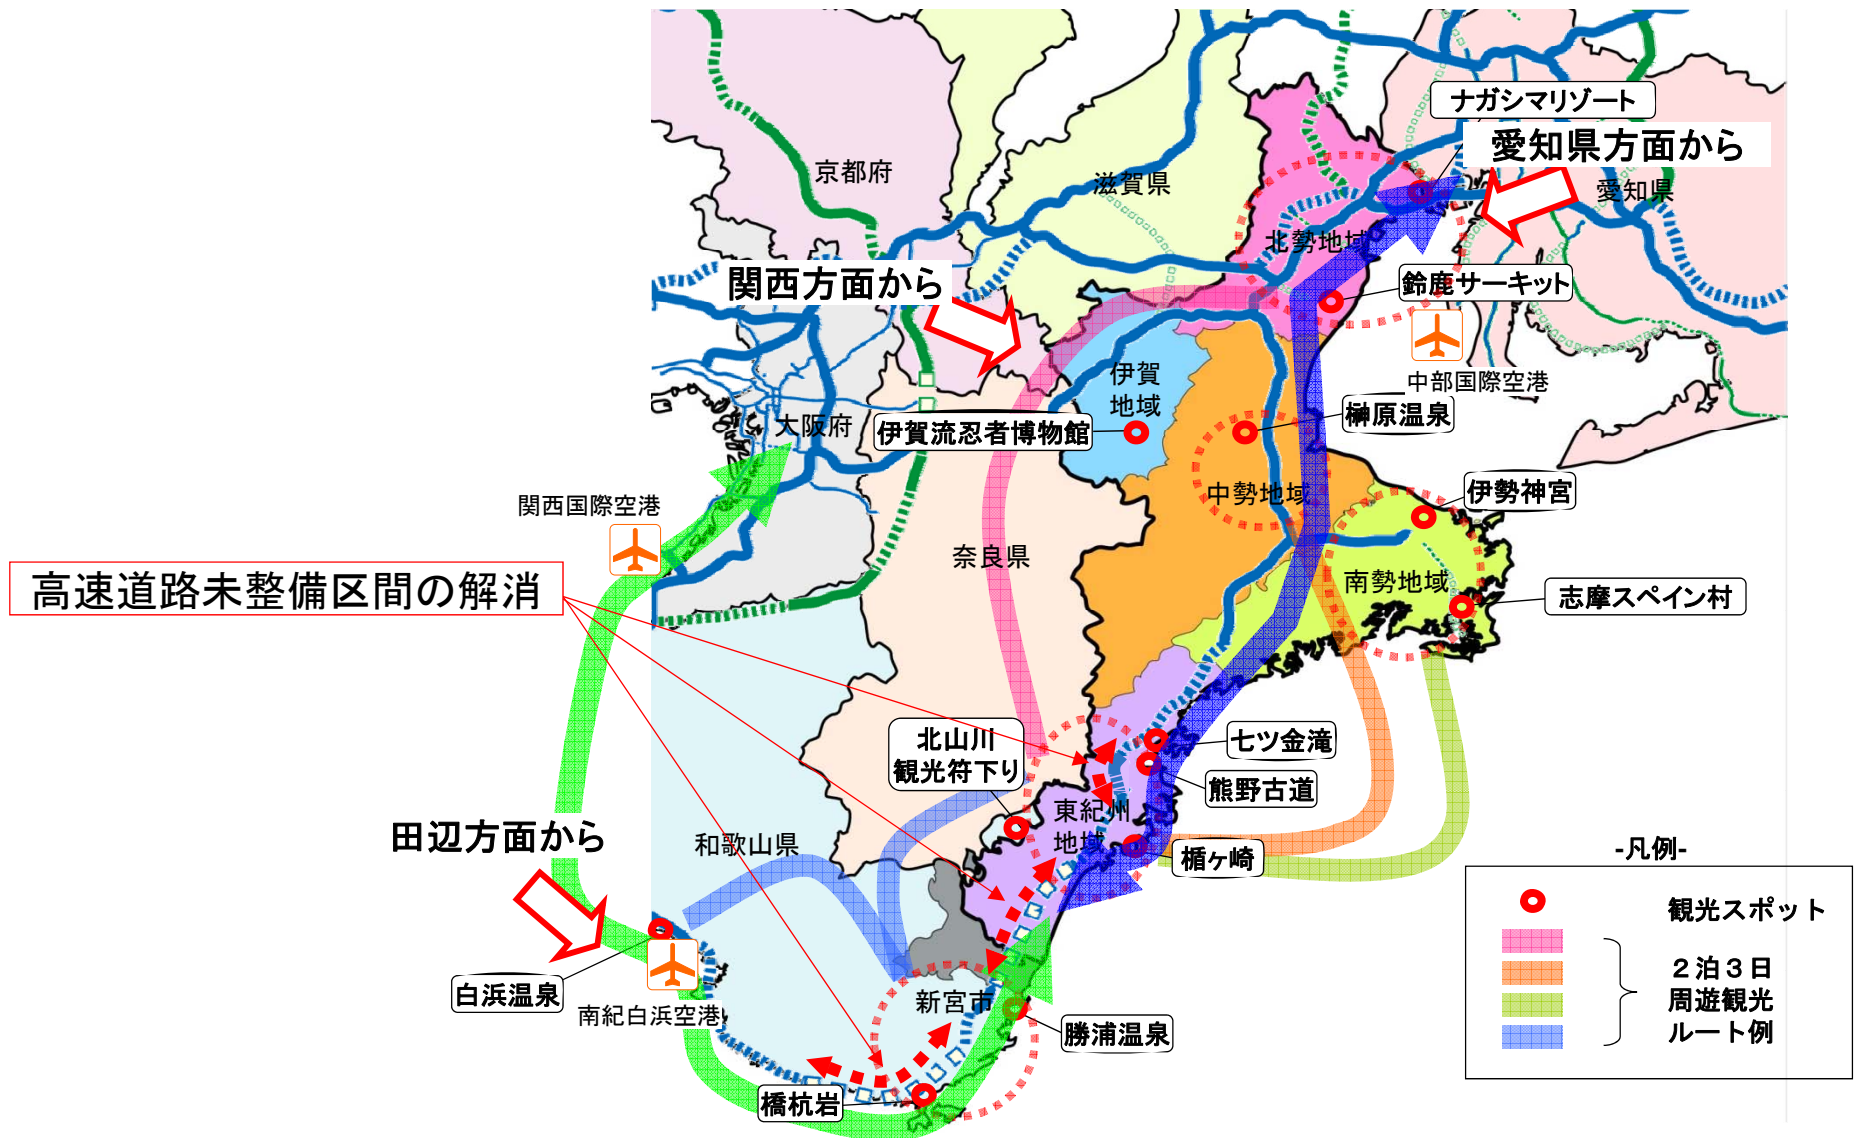 ナガシマリゾート
愛知県方面から
京都府
滋賀県
愛知県
北勢地域
関西方面から
鈴鹿サーキット
中部国際空港
伊賀
地域
榊原温泉
大阪府
伊賀流忍者博物館
関西国際空港
中勢地域
伊勢神宮
奈良県
高速道路未整備区間の解消
南勢地域
志摩スペイン村
北山川
観光符下り
七ツ金滝
熊野古道
東紀州
地域
田辺方面から
和歌山県
楯ヶ崎
-凡例-
観光スポット
２泊３日
周遊観光
ルート例
白浜温泉
南紀白浜空港
新宮市
勝浦温泉
橋杭岩